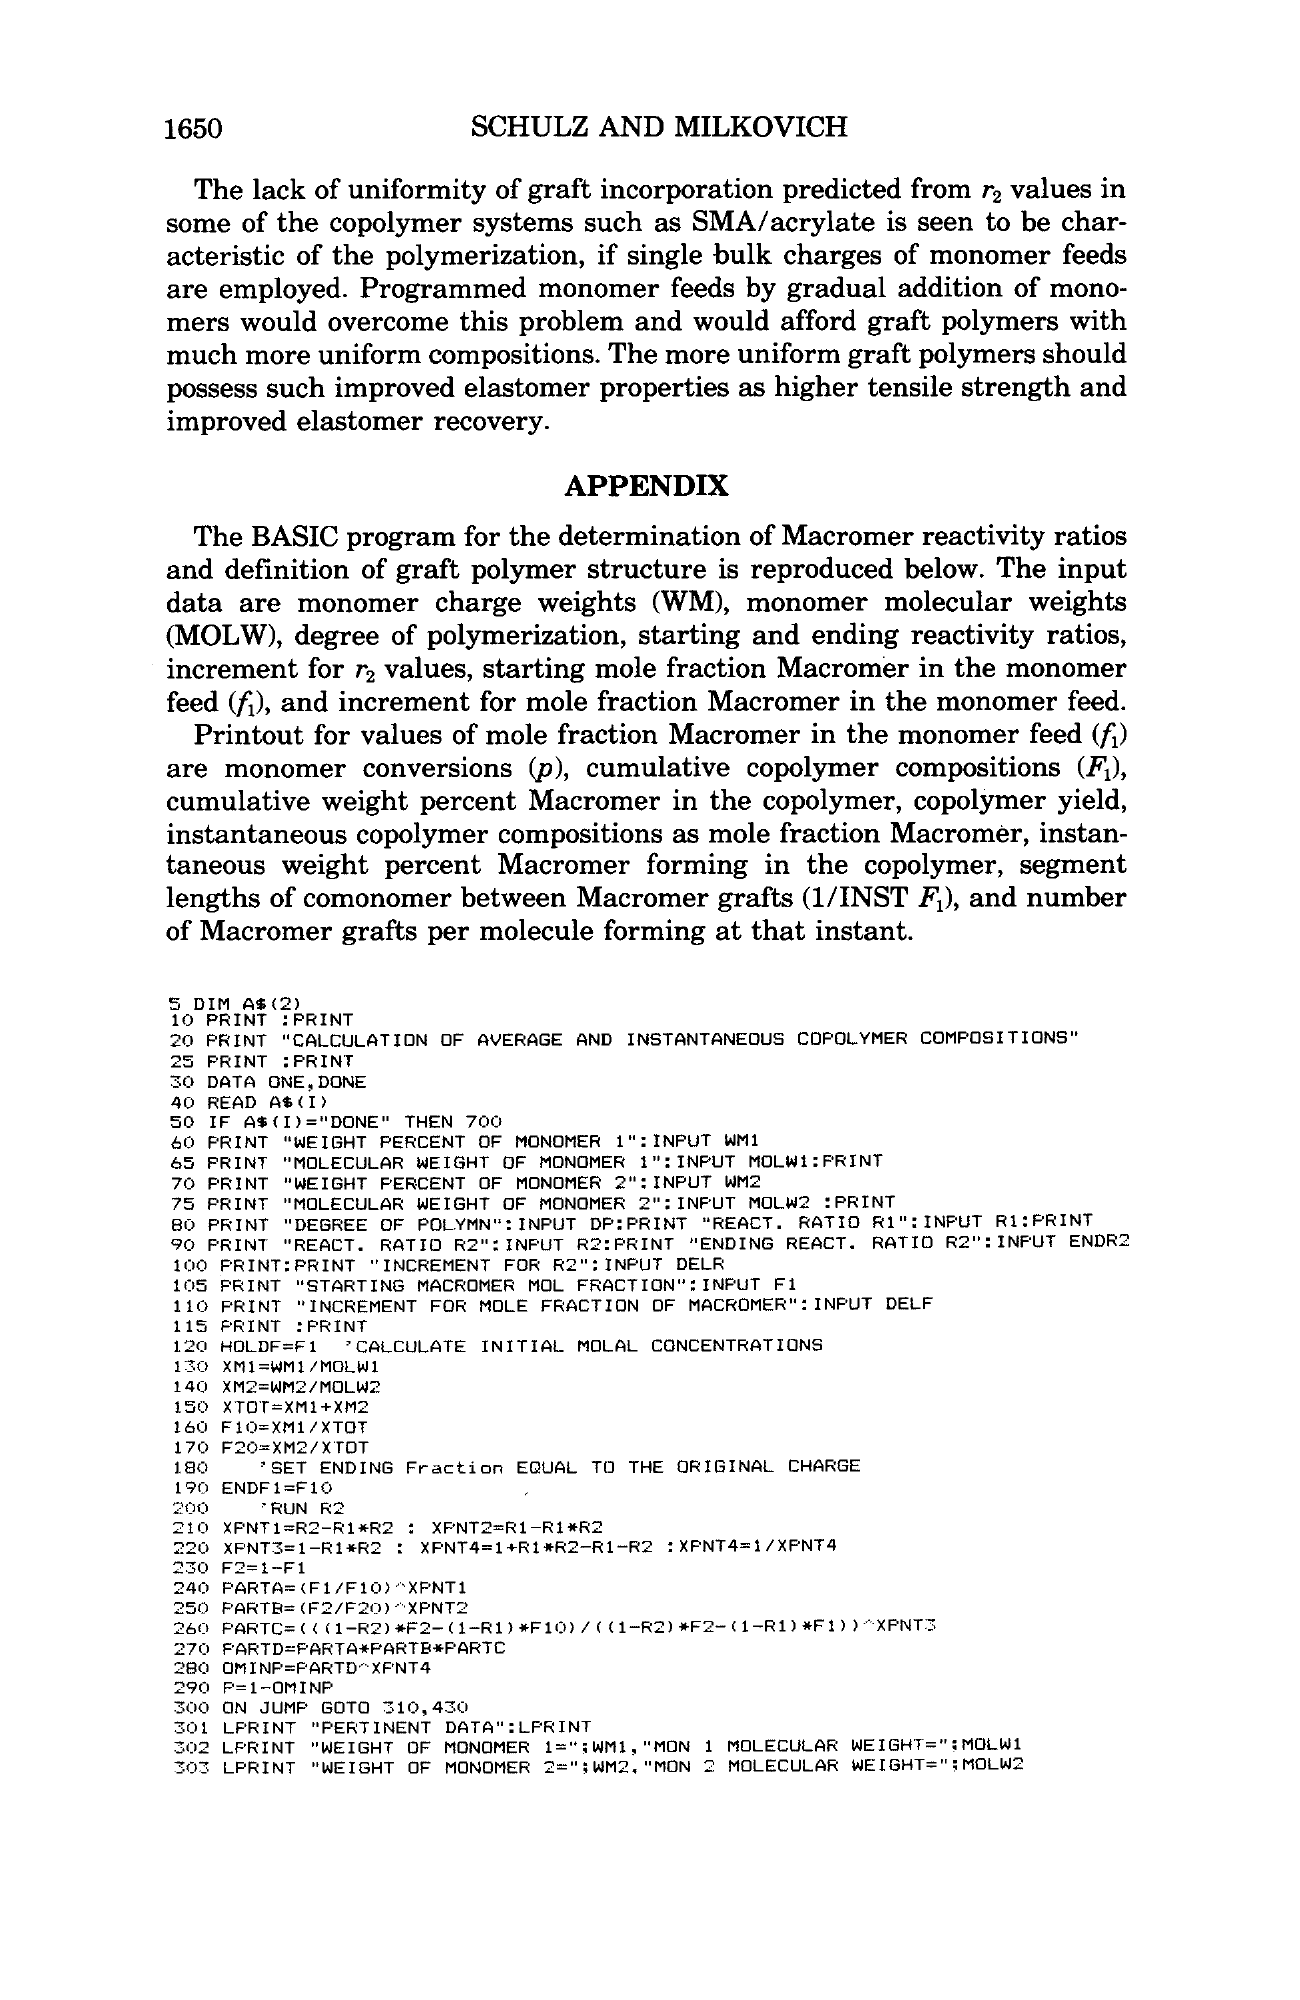 1650 SCHULZ AND MILKOVICH
The lack of uniformity of graft incorporation predicted from r₂ values in
some of the copolymer systems such as SMA/acrylate is seen to be char-
acteristic of the polymerization, if single bulk charges of monomer feeds
are employed. Programmed monomer feeds by gradual addition of mono-
mers would overcome this problem and would afford graft polymers with
much more uniform compositions. The more uniform graft polymers should
possess such improved elastomer properties as higher tensile strength and
improved elastomer recovery.
APPENDIX
The BASIC program for the determination of Macromer reactivity ratios
and definition of graft polymer structure is reproduced below. The input
data are monomer charge weights (WM), monomer molecular weights
(MOLW), degree of polymerization, starting and ending reactivity ratios,
increment for r₂ values, starting mole fraction Macromer in the monomer
feed (f₁), and increment for mole fraction Macromer in the monomer feed.
Printout for values of mole fraction Macromer in the monomer feed (f₁)
are monomer conversions (p), cumulative copolymer compositions (F₁),
cumulative weight percent Macromer in the copolymer, copolymer yield,
instantaneous copolymer compositions as mole fraction Macromer, instan-
taneous weight percent Macromer forming in the copolymer, segment
lengths of comonomer between Macromer grafts (1/INST F₁), and number
of Macromer grafts per molecule forming at that instant.
5 DIM A$(2)
10 PRINT :PRINT
20 PRINT "CALCULATION OF AVERAGE AND INSTANTANEOUS COPOLYMER COMPOSITIONS"
25 PRINT :PRINT
30 DATA ONE,DONE
40 READ A$(I)
50 IF A$(I)="DONE" THEN 700
60 PRINT "WEIGHT PERCENT OF MONOMER 1":INPUT WM1
65 PRINT "MOLECULAR WEIGHT OF MONOMER 1":INPUT MOLW1:PRINT
70 PRINT "WEIGHT PERCENT OF MONOMER 2":INPUT WM2
75 PRINT "MOLECULAR WEIGHT OF MONOMER 2":INPUT MOLW2 :PRINT
80 PRINT "DEGREE OF POLYMN":INPUT DP:PRINT "REACT. RATIO R1":INPUT R1:PRINT
90 PRINT "REACT. RATIO R2":INPUT R2:PRINT "ENDING REACT. RATIO R2":INPUT ENDR2
100 PRINT:PRINT "INCREMENT FOR R2":INPUT DELR
105 PRINT "STARTING MACROMER MOL FRACTION":INPUT F1
110 PRINT "INCREMENT FOR MOLE FRACTION OF MACROMER":INPUT DELF
115 PRINT :PRINT
120 HOLDF=F1 'CALCULATE INITIAL MOLAL CONCENTRATIONS
130 XM1=WM1/MOLW1
140 XM2=WM2/MOLW2
150 XTOT=XM1+XM2
160 F10=XM1/XTOT
170 F20=XM2/XTOT
180 'SET ENDING Fraction EQUAL TO THE ORIGINAL CHARGE
190 ENDF1=F10
200 'RUN R2
210 XPNT1=R2-R1*R2 : XPNT2=R1-R1*R2
220 XPNT3=1-R1*R2 : XPNT4=1+R1*R2-R1-R2 :XPNT4=1/XPNT4
230 F2=1-F1
240 PARTA=(F1/F10)^XPNT1
250 PARTB=(F2/F20)^XPNT2
260 PARTC=(((1-R2)*F2-(1-R1)*F10)/((1-R2)*F2-(1-R1)*F1))^XPNT3
270 PARTD=PARTA*PARTB*PARTC
280 OMINP=PARTD^XPNT4
290 P=1-OMINP
300 ON JUMP GOTO 310,430
301 LPRINT "PERTINENT DATA":LPRINT
302 LPRINT "WEIGHT OF MONOMER 1=";WM1,"MON 1 MOLECULAR WEIGHT=";MOLW1
303 LPRINT "WEIGHT OF MONOMER 2=";WM2,"MON 2 MOLECULAR WEIGHT=";MOLW2